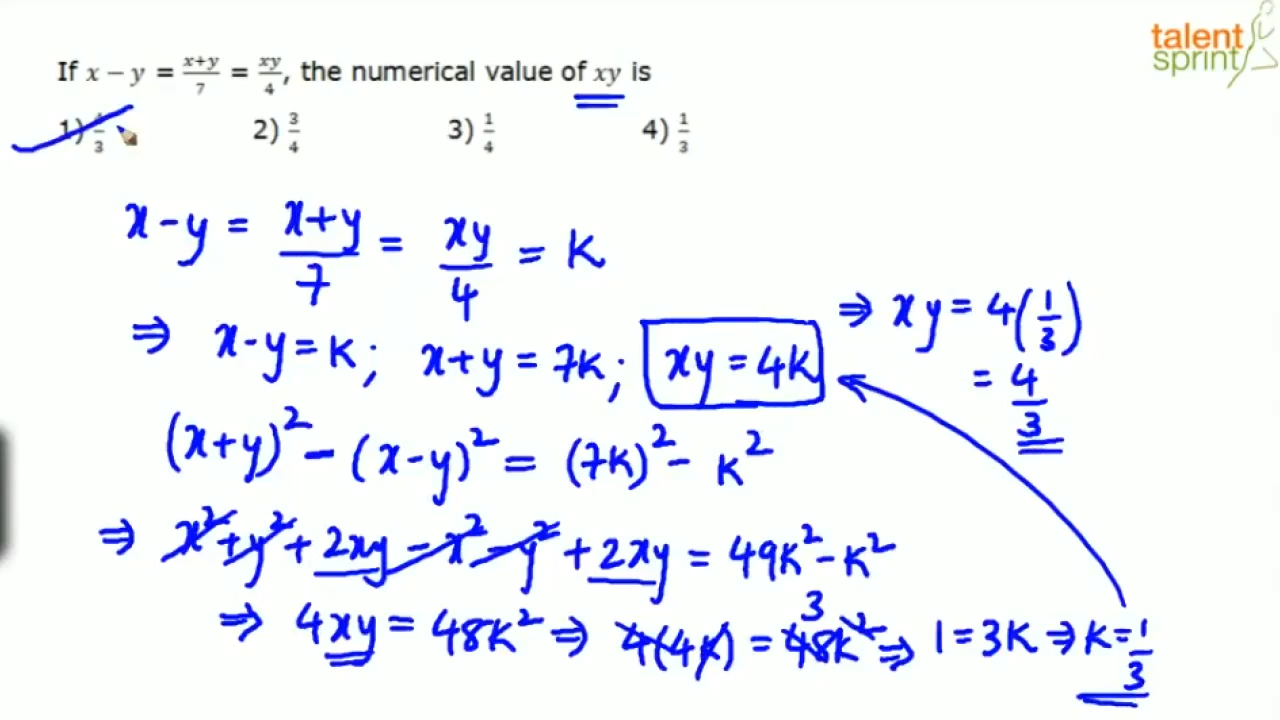 talent
sprint
If x − y = (x+y)/7 = xy/4, the numerical value of xy is
1) 4/3 2) 3/4 3) 1/4 4) 1/3
x − y = (x+y)/7 = xy/4 = K
⇒ x − y = K; x + y = 7K; xy = 4K
⇒ xy = 4(1/3)
= 4/3
(x+y)² − (x−y)² = (7K)² − K²
⇒ x² + y² + 2xy − x² − y² + 2xy = 49K² − K²
⇒ 4xy = 48K² ⇒ 4(4K) = 48K² 3 ⇒ 1 = 3K ⇒ K = 1/3